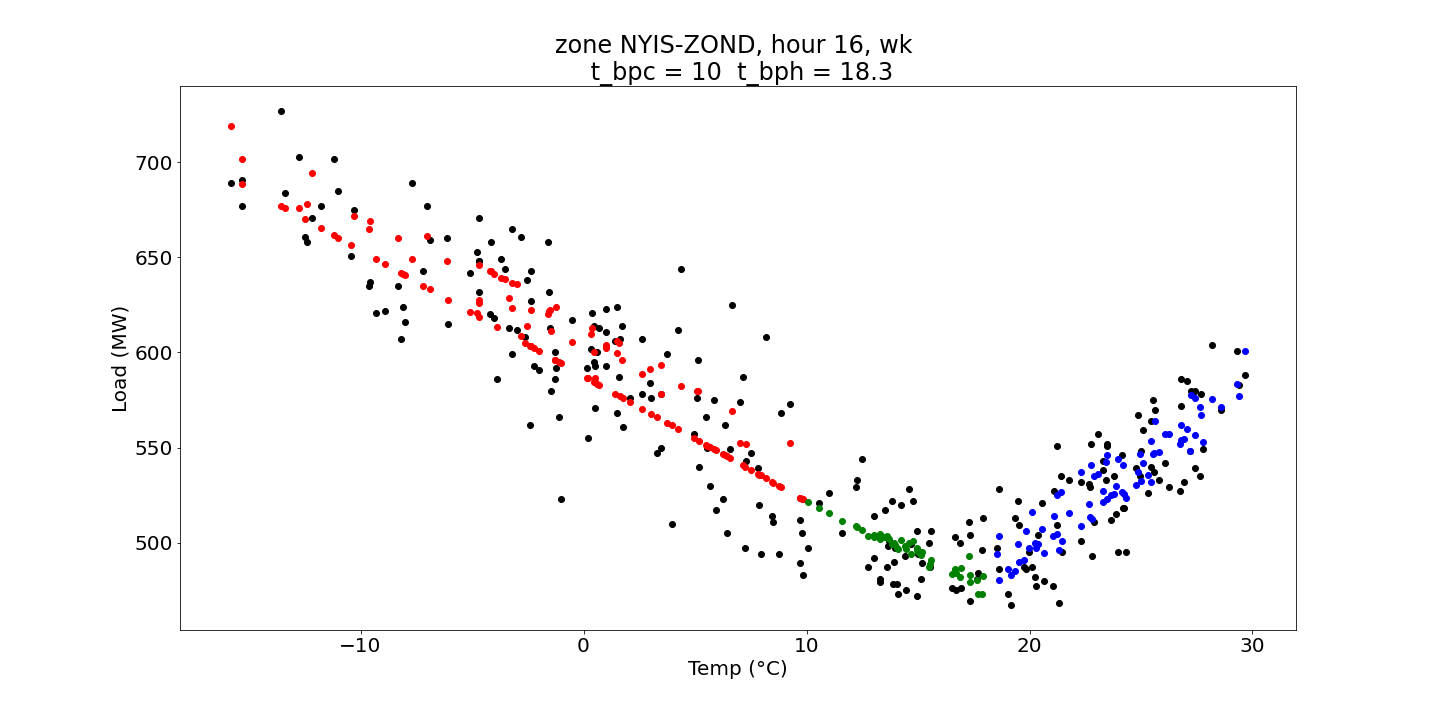 zone NYIS-ZOND, hour 16, wk
t_bpc = 10  t_bph = 18.3
700
650
600
550
500
Load (MW)
−10
0
10
20
30
Temp (°C)